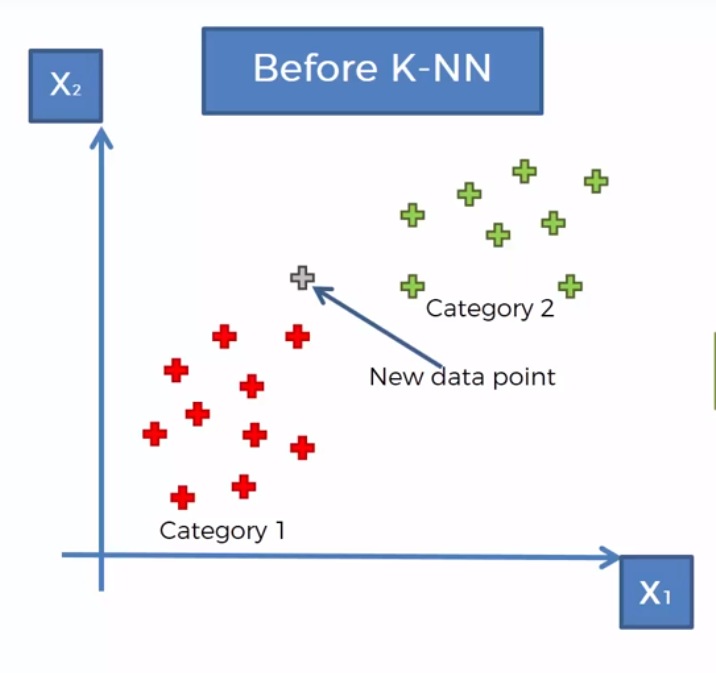 Before K-NN
X₂
Category 2
New data point
Category 1
X₁